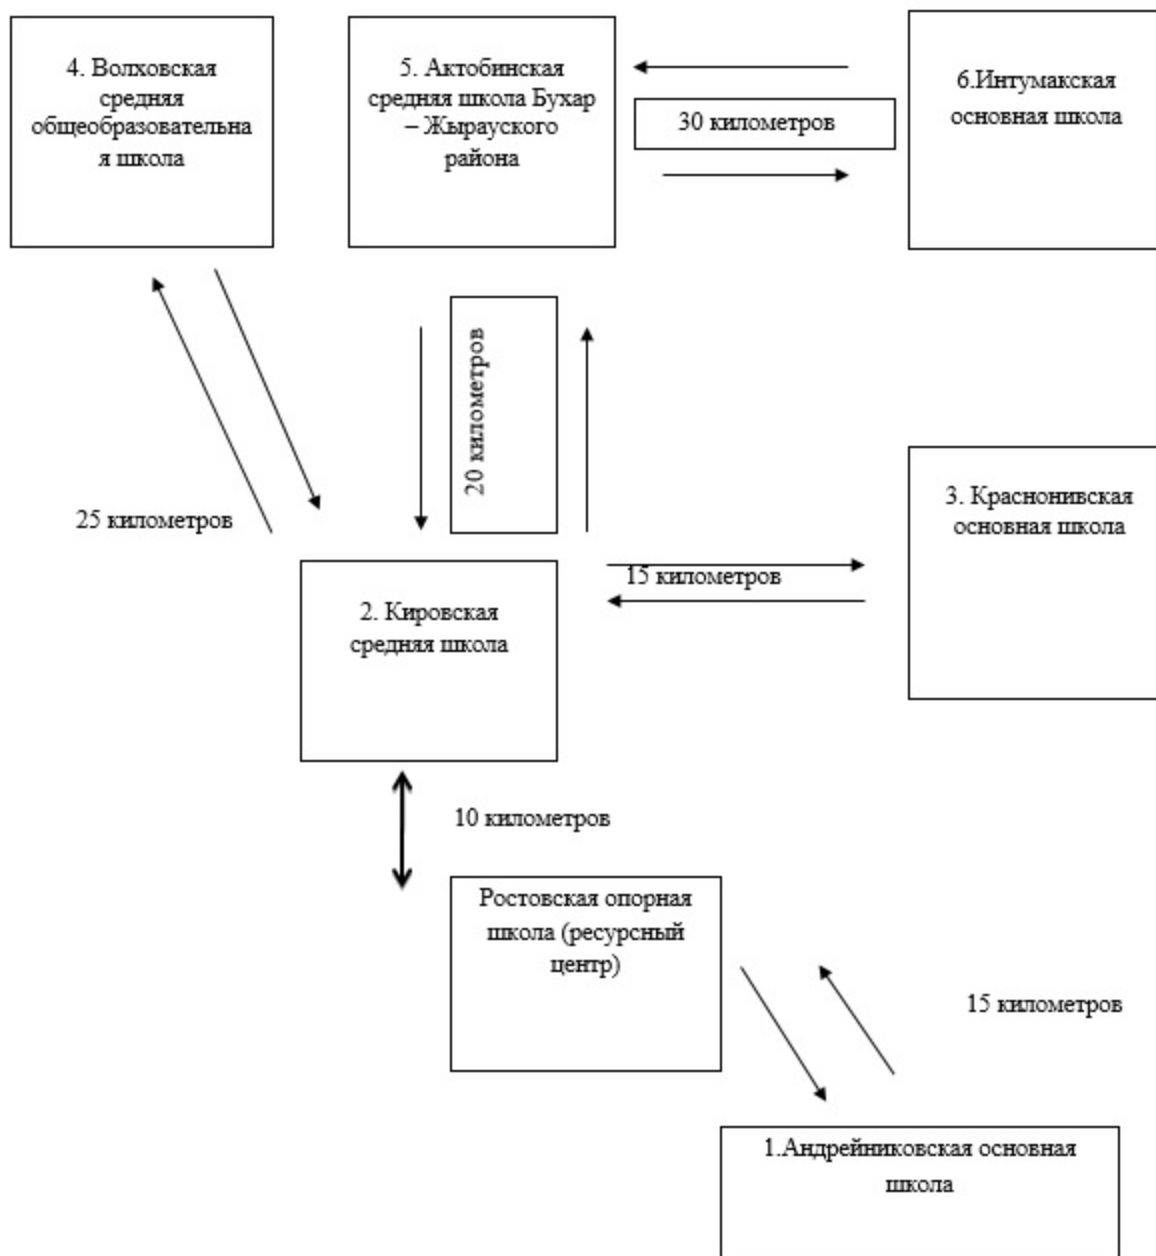 4. Волховская
средняя
общеобразовательна
я школа
5. Актобинская
средняя школа Бухар
– Жырауского
района
30 километров
6.Интумакская
основная школа
20 километров
25 километров
3. Краснонивская
основная школа
15 километров
2. Кировская
средняя школа
10 километров
Ростовская опорная
школа (ресурсный
центр)
15 километров
1.Андрейниковская основная
школа